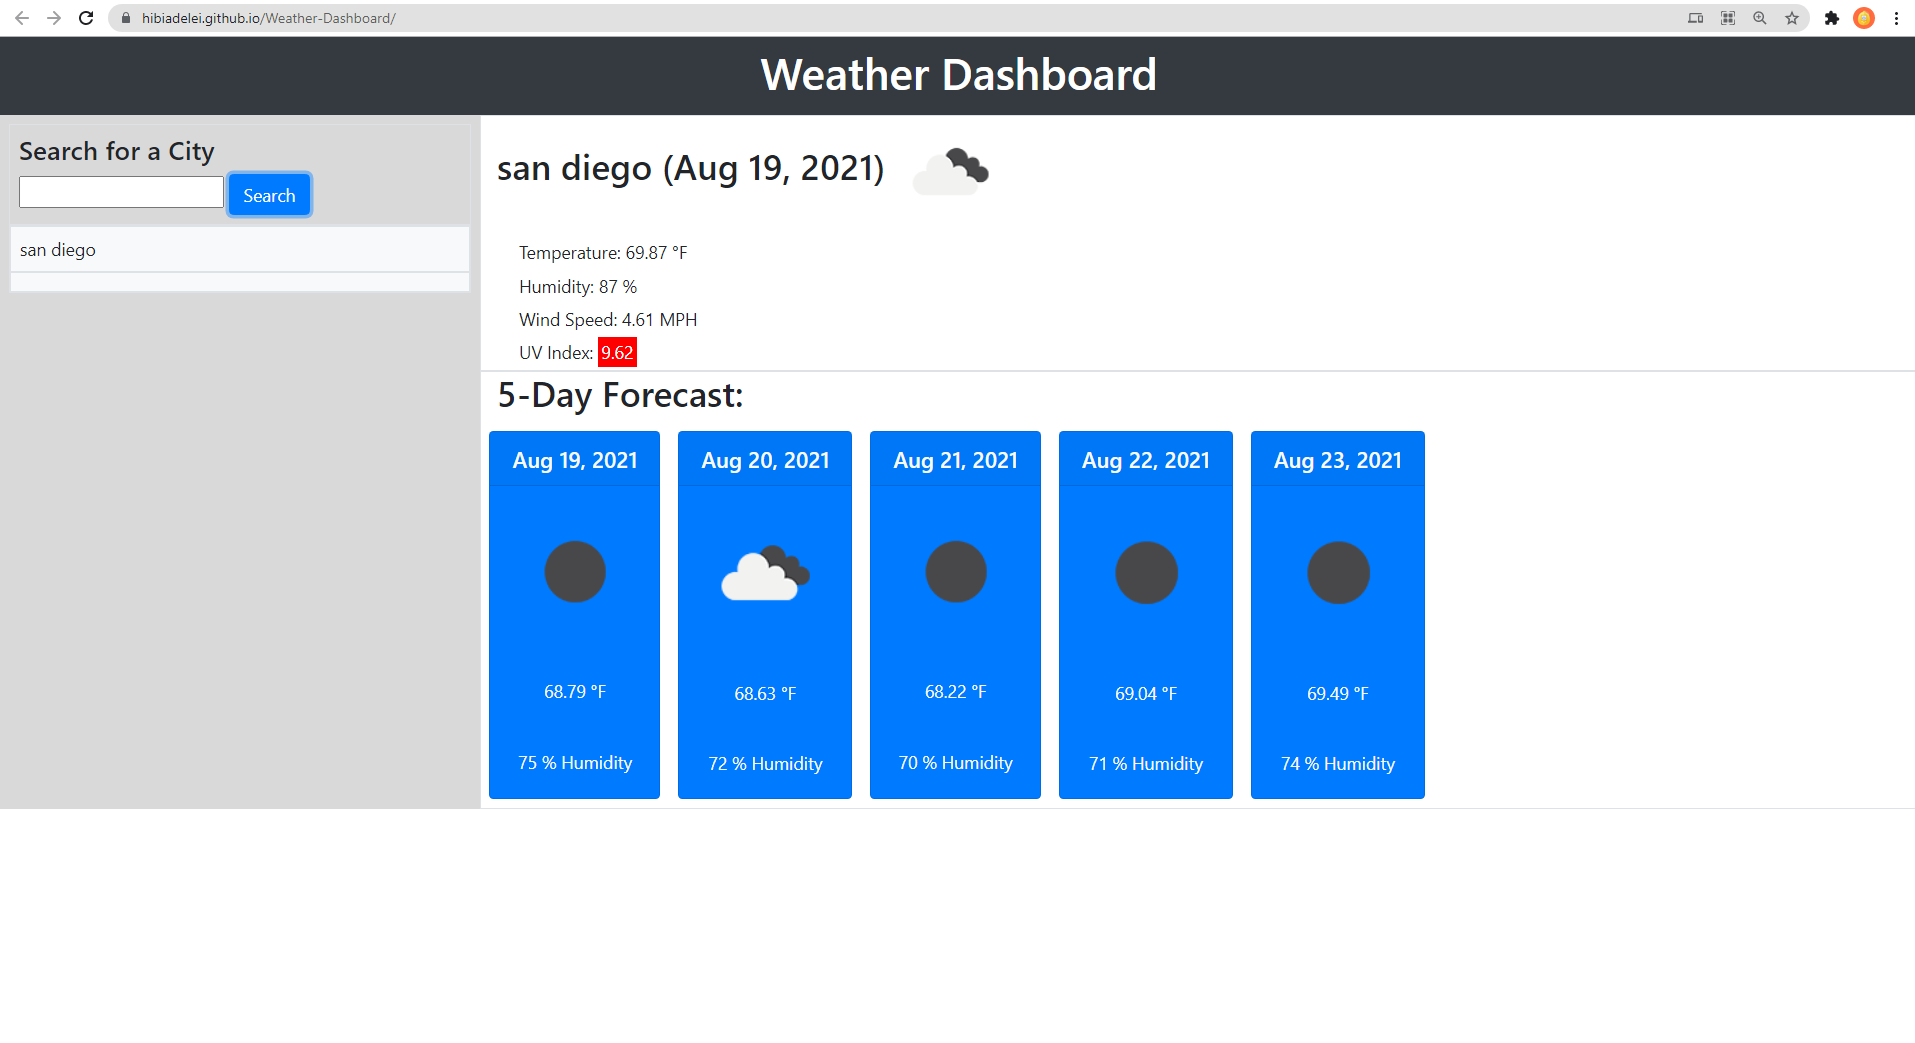 hibiadelei.github.io/Weather-Dashboard/
Weather Dashboard
Search for a City
Search
san diego
san diego (Aug 19, 2021)
Temperature: 69.87 °F
Humidity: 87 %
Wind Speed: 4.61 MPH
UV Index: 9.62
5-Day Forecast:
Aug 19, 2021
68.79 °F
75 % Humidity
Aug 20, 2021
68.63 °F
72 % Humidity
Aug 21, 2021
68.22 °F
70 % Humidity
Aug 22, 2021
69.04 °F
71 % Humidity
Aug 23, 2021
69.49 °F
74 % Humidity